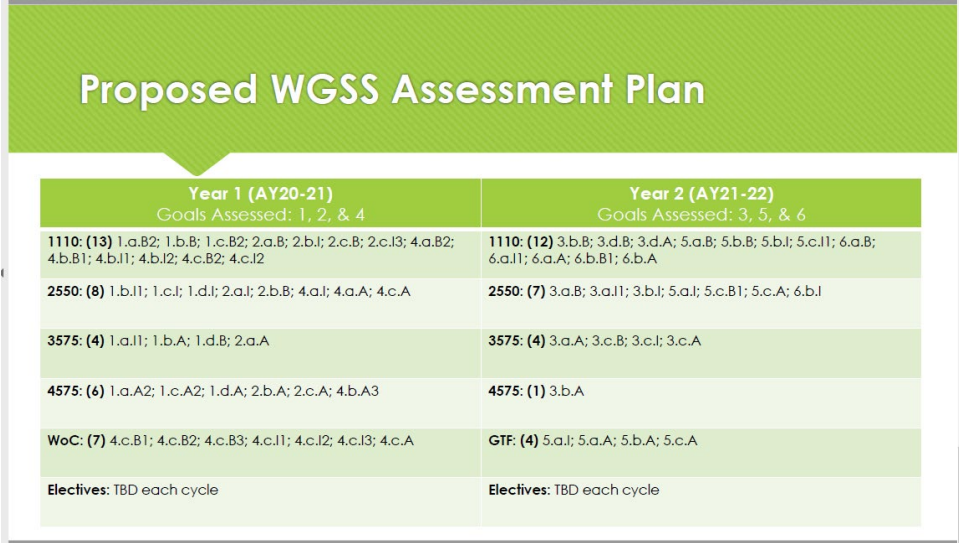 Proposed WGSS Assessment Plan
Year 1 (AY20-21)
Goals Assessed: 1, 2, & 4
Year 2 (AY21-22)
Goals Assessed: 3, 5, & 6
1110: (13) 1.a.B2; 1.b.B; 1.c.B2; 2.a.B; 2.b.I; 2.c.B; 2.c.I3; 4.a.B2;
4.b.B1; 4.b.I1; 4.b.I2; 4.c.B2; 4.c.I2
1110: (12) 3.b.B; 3.d.B; 3.d.A; 5.a.B; 5.b.B; 5.b.I; 5.c.I1; 6.a.B;
6.a.I1; 6.a.A; 6.b.B1; 6.b.A
2550: (8) 1.b.I1; 1.c.I; 1.d.I; 2.a.I; 2.b.B; 4.a.I; 4.a.A; 4.c.A
2550: (7) 3.a.B; 3.a.I1; 3.b.I; 5.a.I; 5.c.B1; 5.c.A; 6.b.I
3575: (4) 1.a.I1; 1.b.A; 1.d.B; 2.a.A
3575: (4) 3.a.A; 3.c.B; 3.c.I; 3.c.A
4575: (6) 1.a.A2; 1.c.A2; 1.d.A; 2.b.A; 2.c.A; 4.b.A3
4575: (1) 3.b.A
WoC: (7) 4.c.B1; 4.c.B2; 4.c.B3; 4.c.I1; 4.c.I2; 4.c.I3; 4.c.A
GTF: (4) 5.a.I; 5.a.A; 5.b.A; 5.c.A
Electives: TBD each cycle
Electives: TBD each cycle